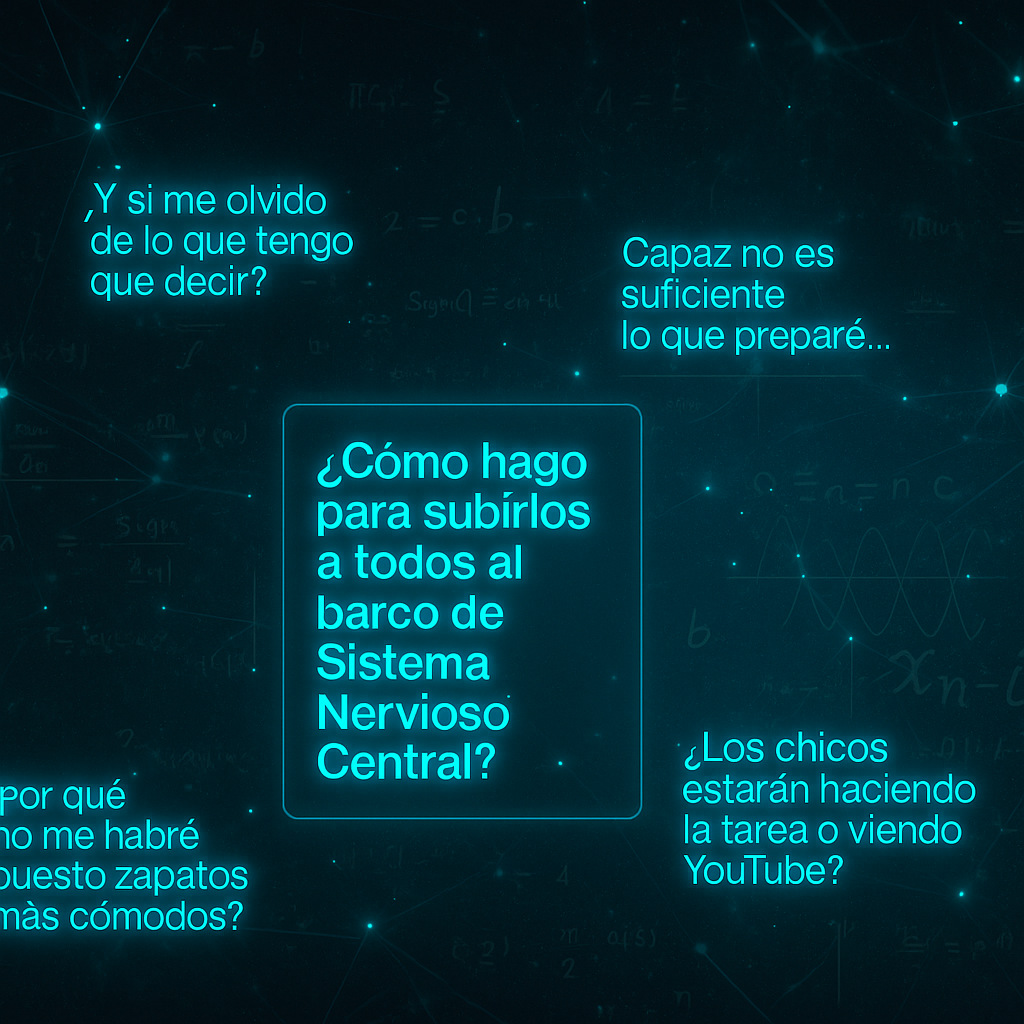 ¿Y si me olvido
de lo que tengo
que decir?
Capaz no es
suficiente
lo que preparé...
¿Cómo hago
para subírlos
a todos al
barco de
Sistema
Nervioso
Central?
¿Los chicos
estarán haciendo
la tarea o viendo
YouTube?
Por qué
no me habré
puesto zapatos
màs cómodos?